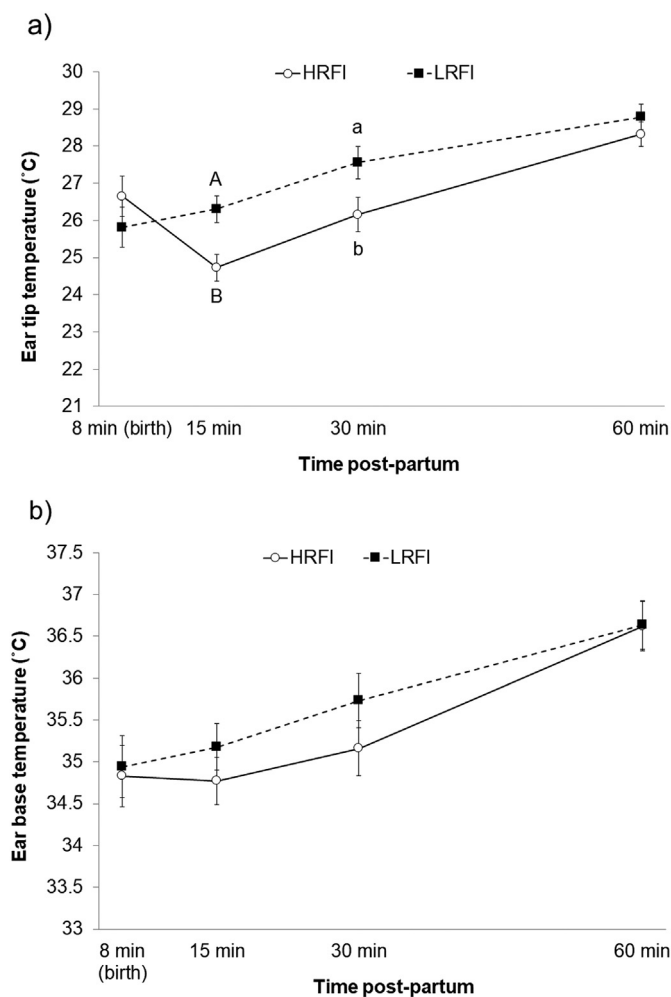 a)
30
29
28
27
26
25
24
23
22
21
HRFI
LRFI
A
a
B
b
Ear tip temperature (˚C)
8 min (birth) 15 min 30 min 60 min
Time post-partum
b)
37.5
37
36.5
36
35.5
35
34.5
34
33.5
33
HRFI
LRFI
Ear base temperature (˚C)
8 min 15 min 30 min 60 min
(birth)
Time post-partum